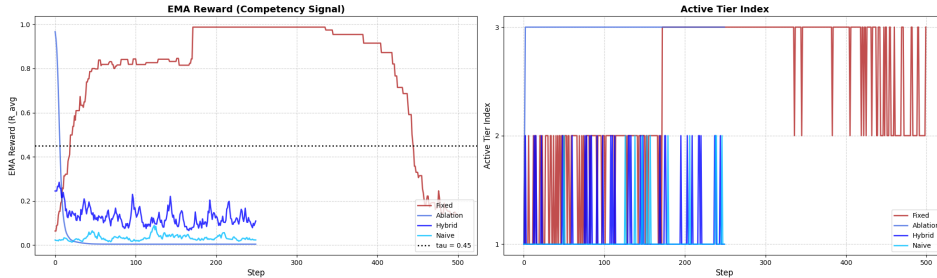 EMA Reward (Competency Signal)
1.0
0.8
0.6
0.4
0.2
0.0
EMA Reward (R_avg)
0
100
200
300
400
500
Step
Fixed
Ablation
Hybrid
Naive
tau = 0.45
Active Tier Index
3
2
1
Active Tier Index
0
100
200
300
400
500
Step
Fixed
Ablation
Hybrid
Naive